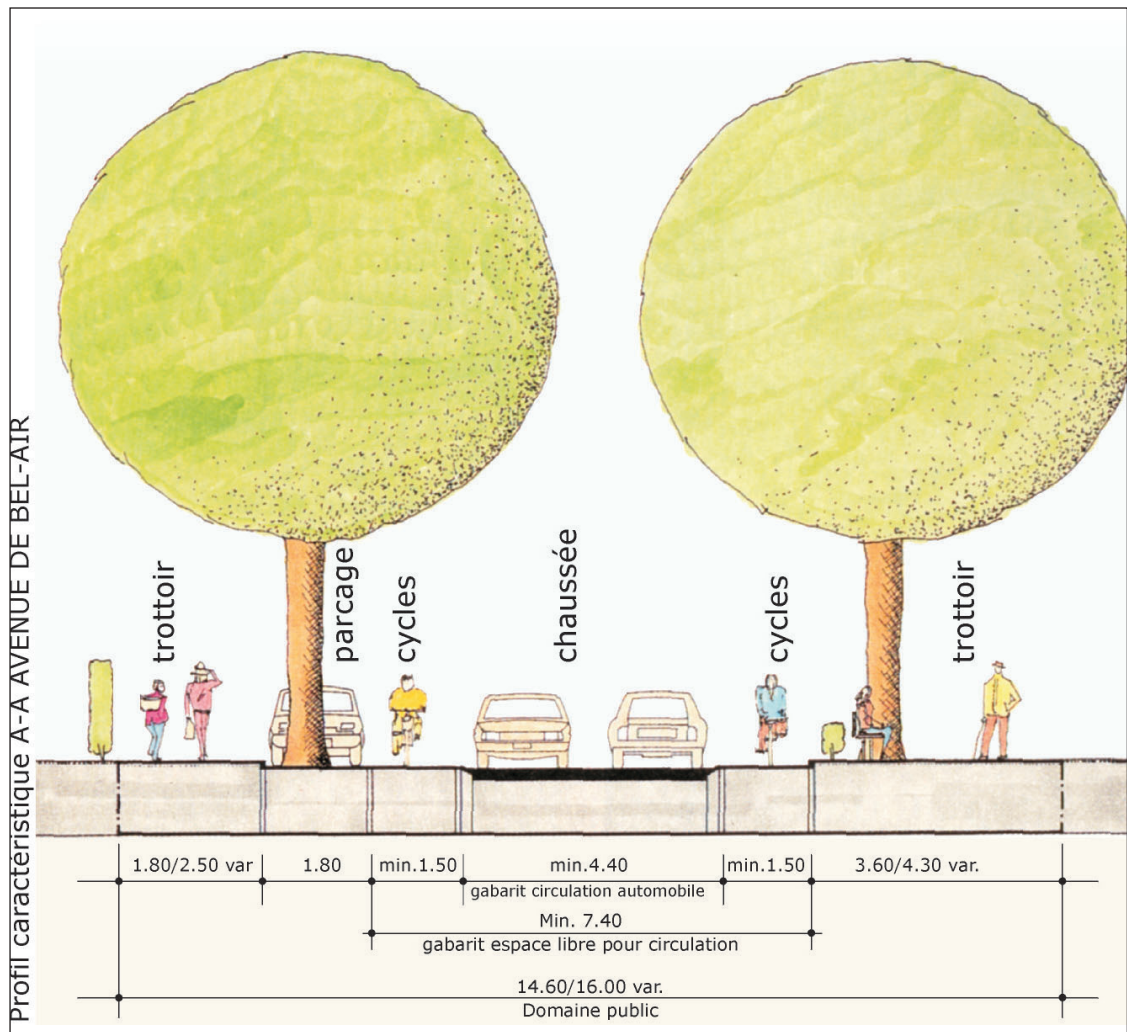 Profil caractéristique A-A AVENUE DE BEL-AIR
trottoir
parcage
cycles
chaussée
cycles
trottoir
1.80/2.50 var
1.80
min.1.50
min.4.40
min.1.50
3.60/4.30 var.
gabarit circulation automobile
Min. 7.40
gabarit espace libre pour circulation
14.60/16.00 var.
Domaine public